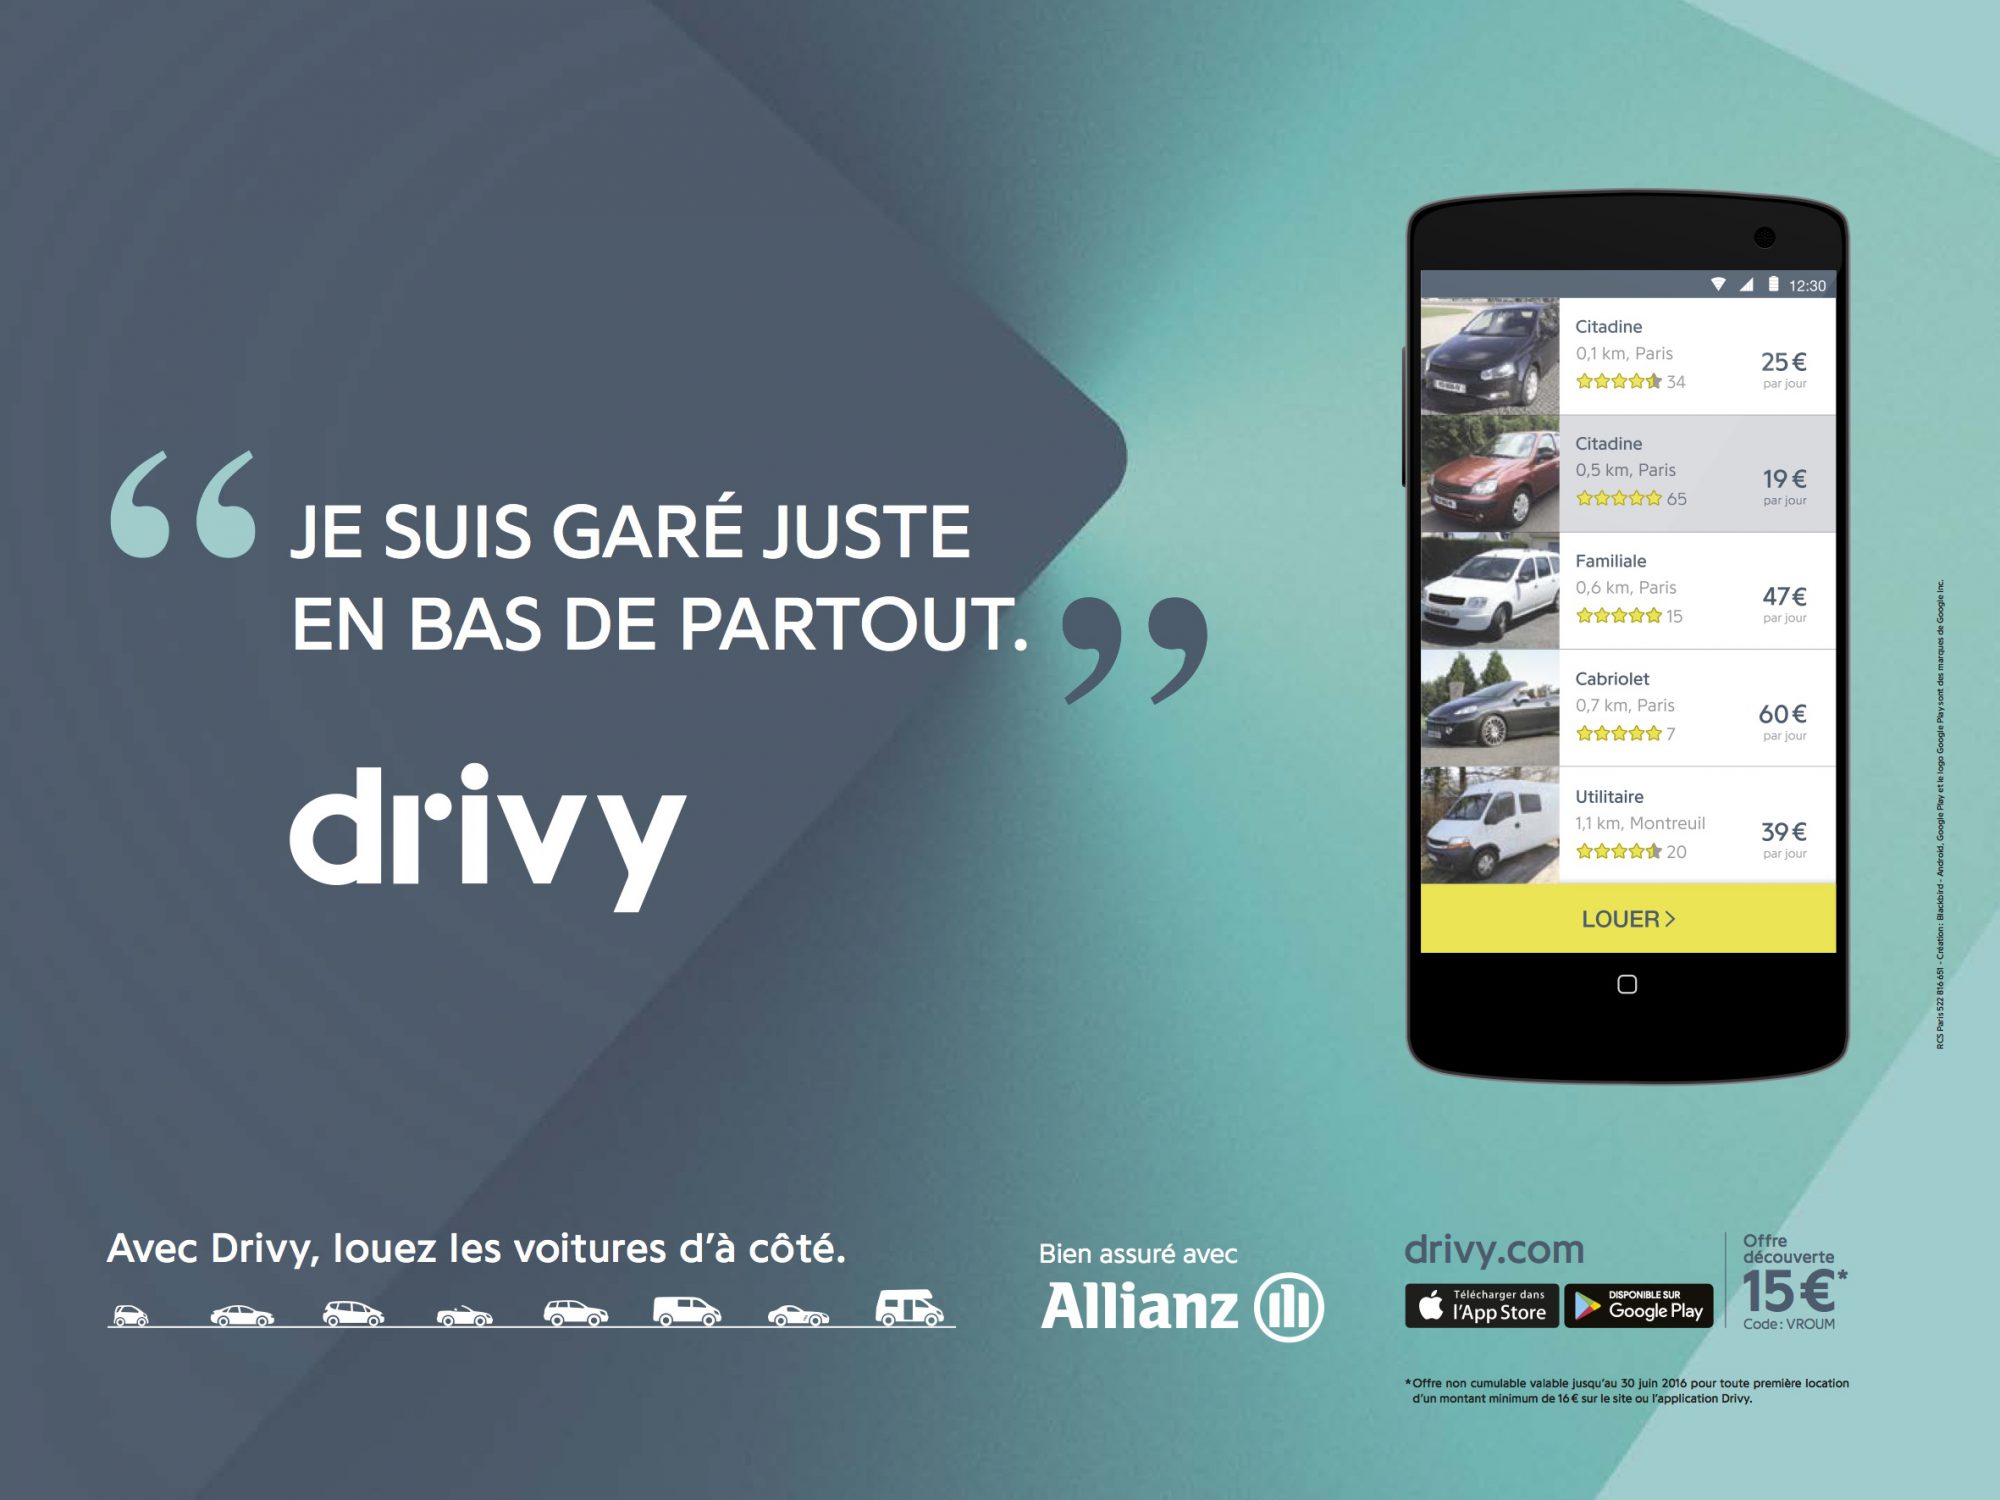 “ JE SUIS GARÉ JUSTE
EN BAS DE PARTOUT. ”
drivy
12:30
Citadine
0,1 km, Paris
34
25 €
par jour
Citadine
0,5 km, Paris
65
19 €
par jour
Familiale
0,6 km, Paris
15
47 €
par jour
Cabriolet
0,7 km, Paris
7
60 €
par jour
Utilitaire
1,1 km, Montreuil
20
39 €
par jour
LOUER >
RCS Paris 522 816 651 - Création : Blackbird - Android, Google Play et le logo Google Play sont des marques de Google Inc.
Avec Drivy, louez les voitures d’à côté.
Bien assuré avec
Allianz
drivy.com
Télécharger dans
l’App Store
DISPONIBLE SUR
Google Play
Offre
découverte
15 €*
Code : VROUM
* Offre non cumulable valable jusqu’au 30 juin 2016 pour toute première location
d’un montant minimum de 16 € sur le site ou l’application Drivy.